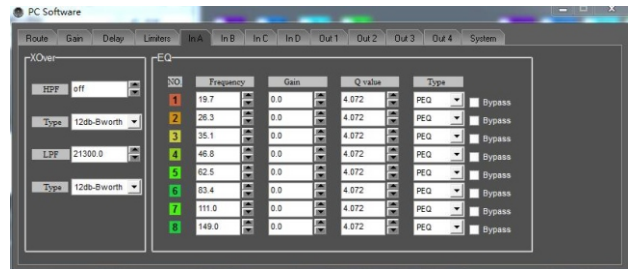 PC Software
Route Gain Delay Limiters In A In B In C In D Out 1 Out 2 Out 3 Out 4 System
XOver
HPF off
Type 12db-Bworth
LPF 21300.0
Type 12db-Bworth
EQ
NO. Frequency Gain Q value Type
1 19.7 0.0 4.072 PEQ Bypass
2 26.3 0.0 4.072 PEQ Bypass
3 35.1 0.0 4.072 PEQ Bypass
4 46.8 0.0 4.072 PEQ Bypass
5 62.5 0.0 4.072 PEQ Bypass
6 83.4 0.0 4.072 PEQ Bypass
7 111.0 0.0 4.072 PEQ Bypass
8 149.0 0.0 4.072 PEQ Bypass